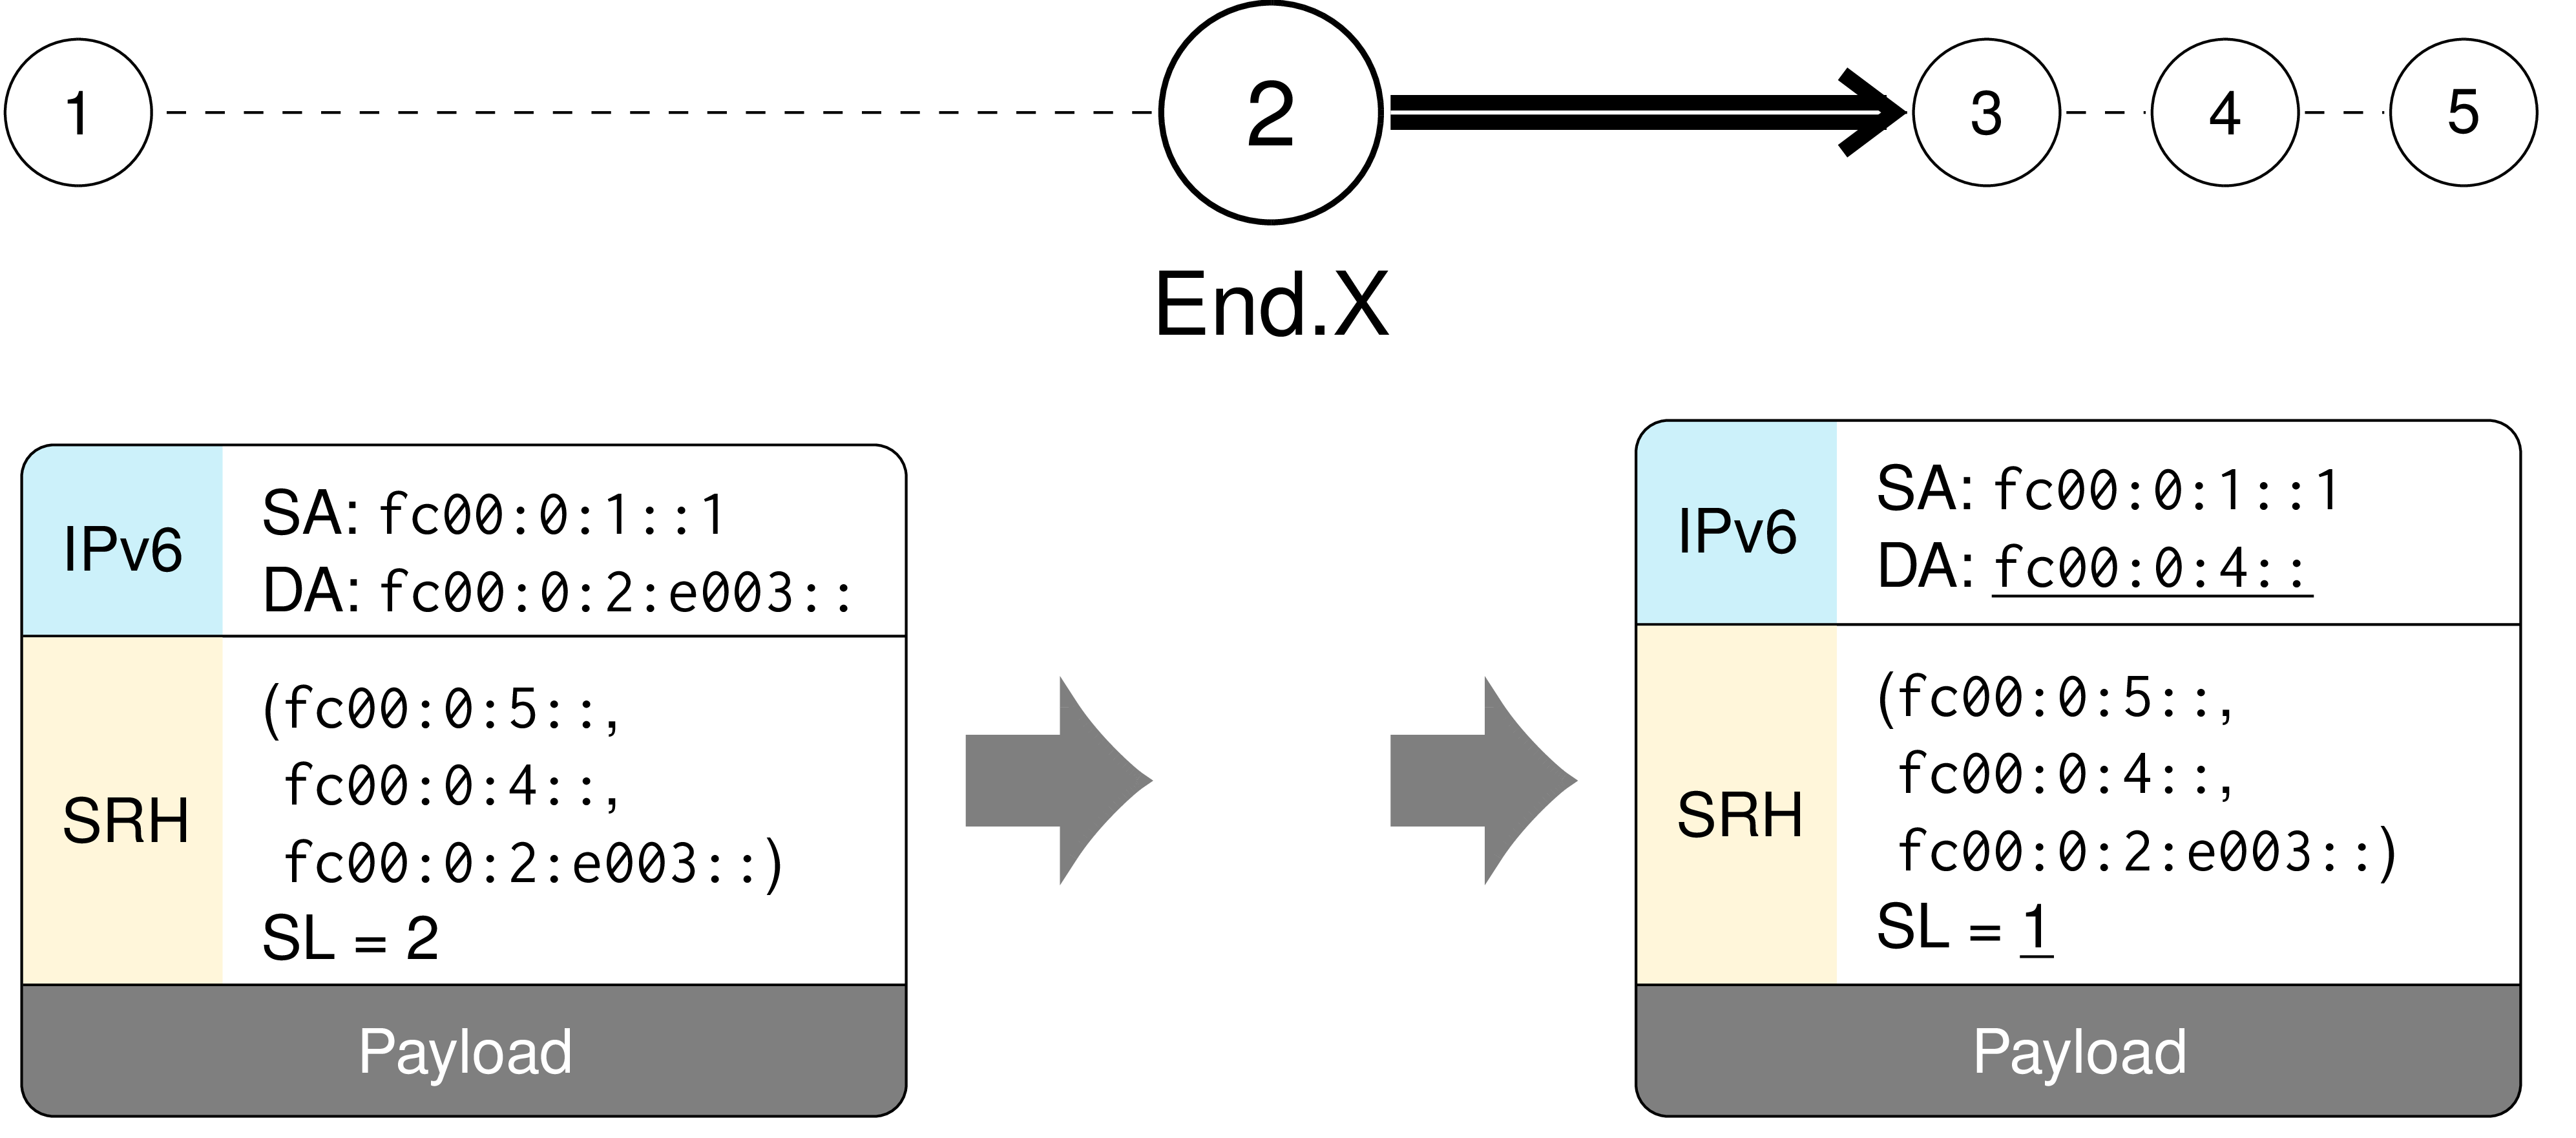 1
2
3
4
5
End.X
IPv6
SA: fc00:0:1::1
DA: fc00:0:2:e003::
SRH
(fc00:0:5::,
fc00:0:4::,
fc00:0:2:e003::)
SL = 2
Payload
IPv6
SA: fc00:0:1::1
DA: fc00:0:4::
SRH
(fc00:0:5::,
fc00:0:4::,
fc00:0:2:e003::)
SL = 1
Payload